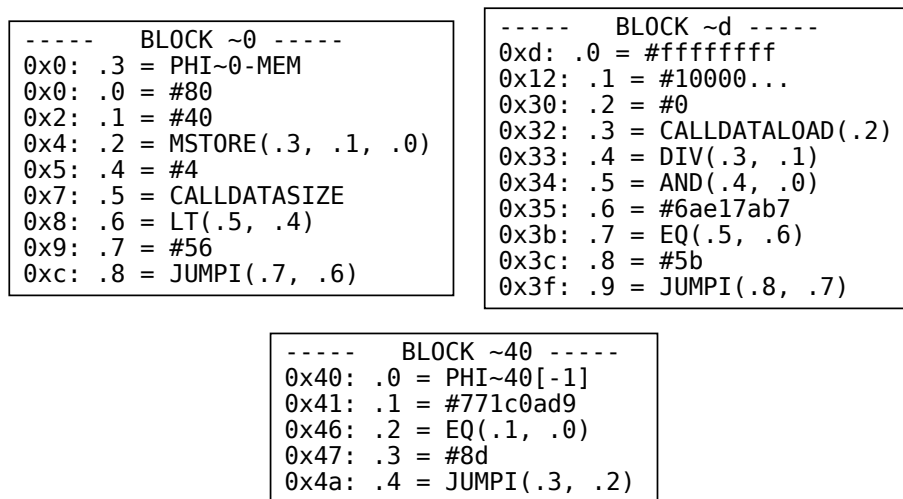 -----   BLOCK ~0 -----
0x0: .3 = PHI~0-MEM
0x0: .0 = #80
0x2: .1 = #40
0x4: .2 = MSTORE(.3, .1, .0)
0x5: .4 = #4
0x7: .5 = CALLDATASIZE
0x8: .6 = LT(.5, .4)
0x9: .7 = #56
0xc: .8 = JUMPI(.7, .6)
-----   BLOCK ~d -----
0xd: .0 = #ffffffff
0x12: .1 = #10000...
0x30: .2 = #0
0x32: .3 = CALLDATALOAD(.2)
0x33: .4 = DIV(.3, .1)
0x34: .5 = AND(.4, .0)
0x35: .6 = #6ae17ab7
0x3b: .7 = EQ(.5, .6)
0x3c: .8 = #5b
0x3f: .9 = JUMPI(.8, .7)
-----   BLOCK ~40 -----
0x40: .0 = PHI~40[-1]
0x41: .1 = #771c0ad9
0x46: .2 = EQ(.1, .0)
0x47: .3 = #8d
0x4a: .4 = JUMPI(.3, .2)